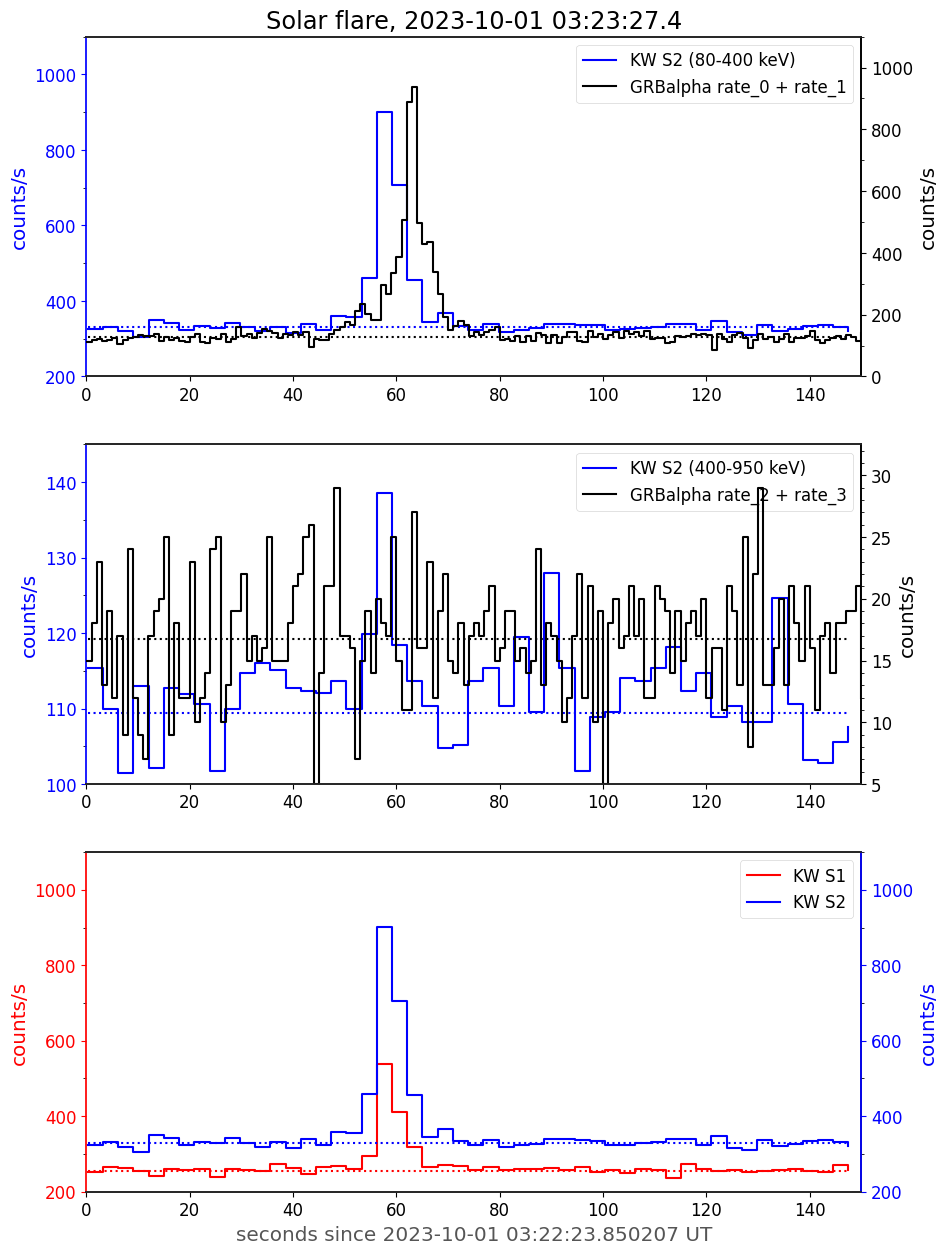 Solar flare, 2023-10-01 03:23:27.4
KW S2 (80-400 keV)
GRBalpha rate_0 + rate_1
counts/s
1000
800
600
400
200
1000
800
600
400
200
0
counts/s
0 20 40 60 80 100 120 140
KW S2 (400-950 keV)
GRBalpha rate_2 + rate_3
counts/s
140
130
120
110
100
30
25
20
15
10
5
counts/s
0 20 40 60 80 100 120 140
KW S1
KW S2
counts/s
1000
800
600
400
200
1000
800
600
400
200
counts/s
0 20 40 60 80 100 120 140
seconds since 2023-10-01 03:22:23.850207 UT